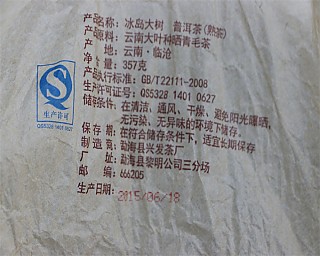 产品名称: 冰岛大树 普洱茶(熟茶)
产品原料: 云南大叶种晒青毛茶
产 地: 云南·临沧
净 量: 357克
产品执行标准: GB/T22111-2008
生产许可证号: QS5328 1401 0627
储存条件: 在清洁、通风、干燥、避免阳光曝晒,
无污染、无异味的环境下储存。
保 存 期: 在符合储存条件下,适宜长期保存
制 造 商: 勐海县兴发茶厂
厂 址: 勐海县黎明公司三分场
邮 编: 666205
生产日期: 2015/06/18
QS
生产许可
QS5328 1401 0627